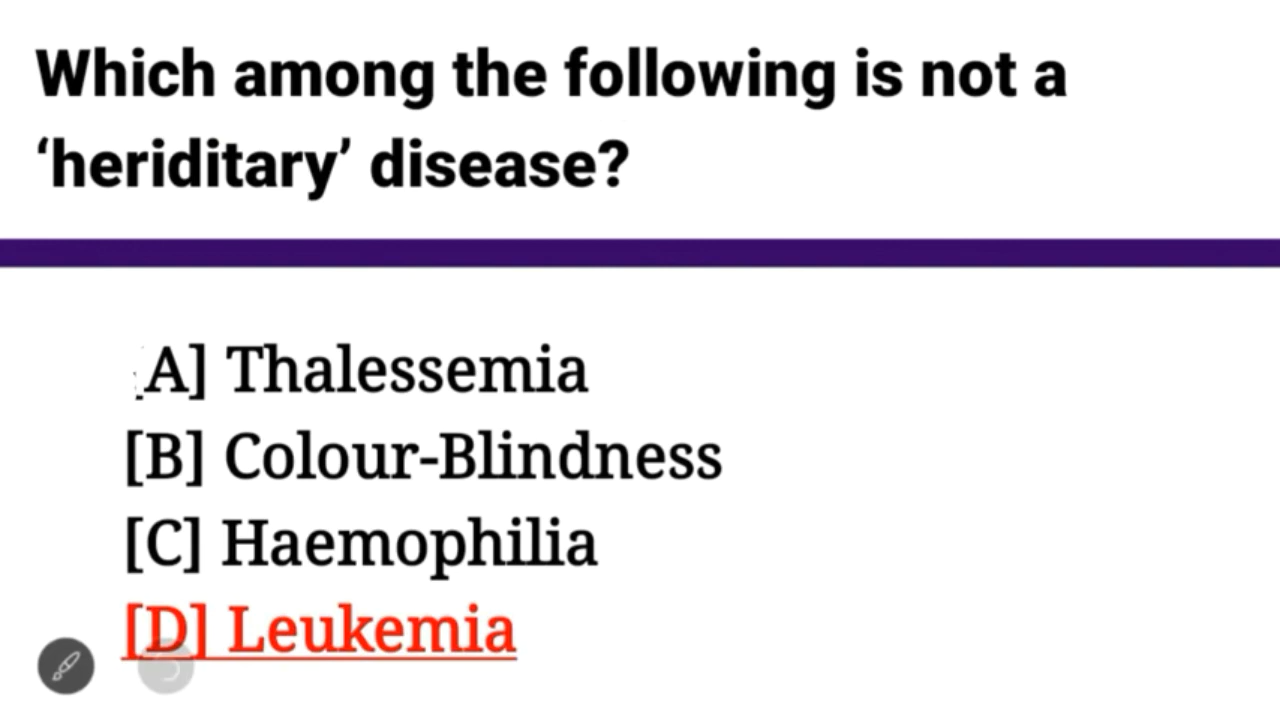 Which among the following is not a
‘heriditary’ disease?
A] Thalessemia
[B] Colour-Blindness
[C] Haemophilia
[D] Leukemia